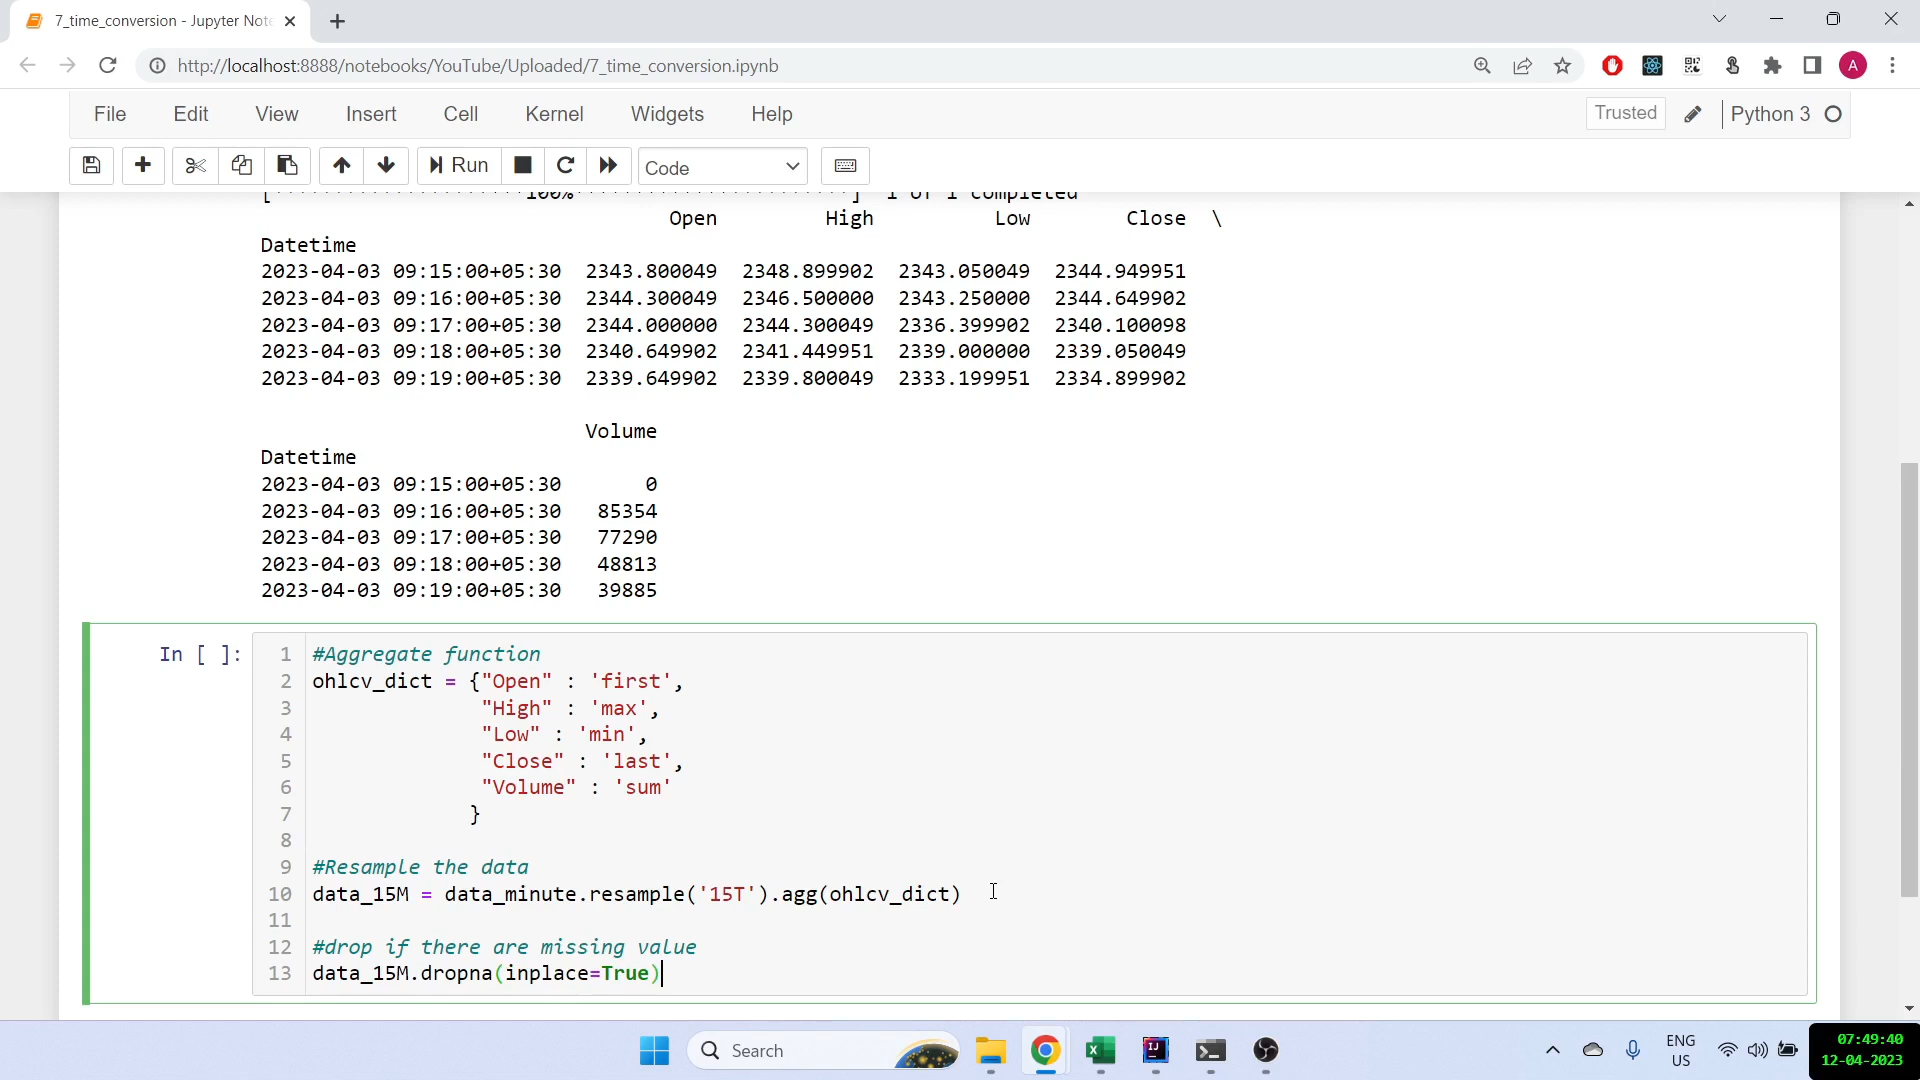 7_time_conversion - Jupyter Note
http://localhost:8888/notebooks/YouTube/Uploaded/7_time_conversion.ipynb
A
File Edit View Insert Cell Kernel Widgets Help Trusted Python 3
Run Code
100% 1 of 1 completed
Open High Low Close \
Datetime
2023-04-03 09:15:00+05:30 2343.800049 2348.899902 2343.050049 2344.949951
2023-04-03 09:16:00+05:30 2344.300049 2346.500000 2343.250000 2344.649902
2023-04-03 09:17:00+05:30 2344.000000 2344.300049 2336.399902 2340.100098
2023-04-03 09:18:00+05:30 2340.649902 2341.449951 2339.000000 2339.050049
2023-04-03 09:19:00+05:30 2339.649902 2339.800049 2333.199951 2334.899902
Volume
Datetime
2023-04-03 09:15:00+05:30 0
2023-04-03 09:16:00+05:30 85354
2023-04-03 09:17:00+05:30 77290
2023-04-03 09:18:00+05:30 48813
2023-04-03 09:19:00+05:30 39885
In [ ]:
1 #Aggregate function
2 ohlcv_dict = {"Open" : 'first',
3 "High" : 'max',
4 "Low" : 'min',
5 "Close" : 'last',
6 "Volume" : 'sum'
7 }
8
9 #Resample the data
10 data_15M = data_minute.resample('15T').agg(ohlcv_dict)
11
12 #drop if there are missing value
13 data_15M.dropna(inplace=True)
Search
IJ
ENG
US
07:49:40
12-04-2023